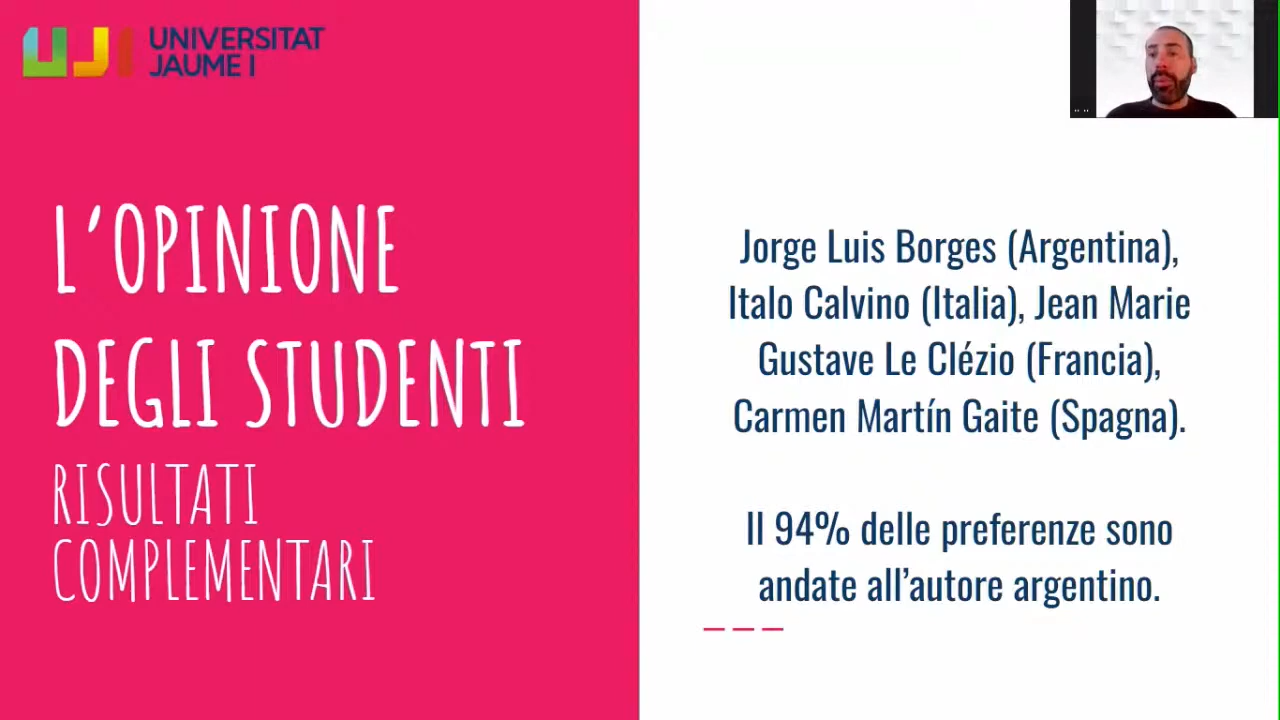 UNIVERSITAT
JAUME I
L’OPINIONE
DEGLI STUDENTI
RISULTATI
COMPLEMENTARI
Jorge Luis Borges (Argentina),
Italo Calvino (Italia), Jean Marie
Gustave Le Clézio (Francia),
Carmen Martín Gaite (Spagna).
Il 94% delle preferenze sono
andate all’autore argentino.